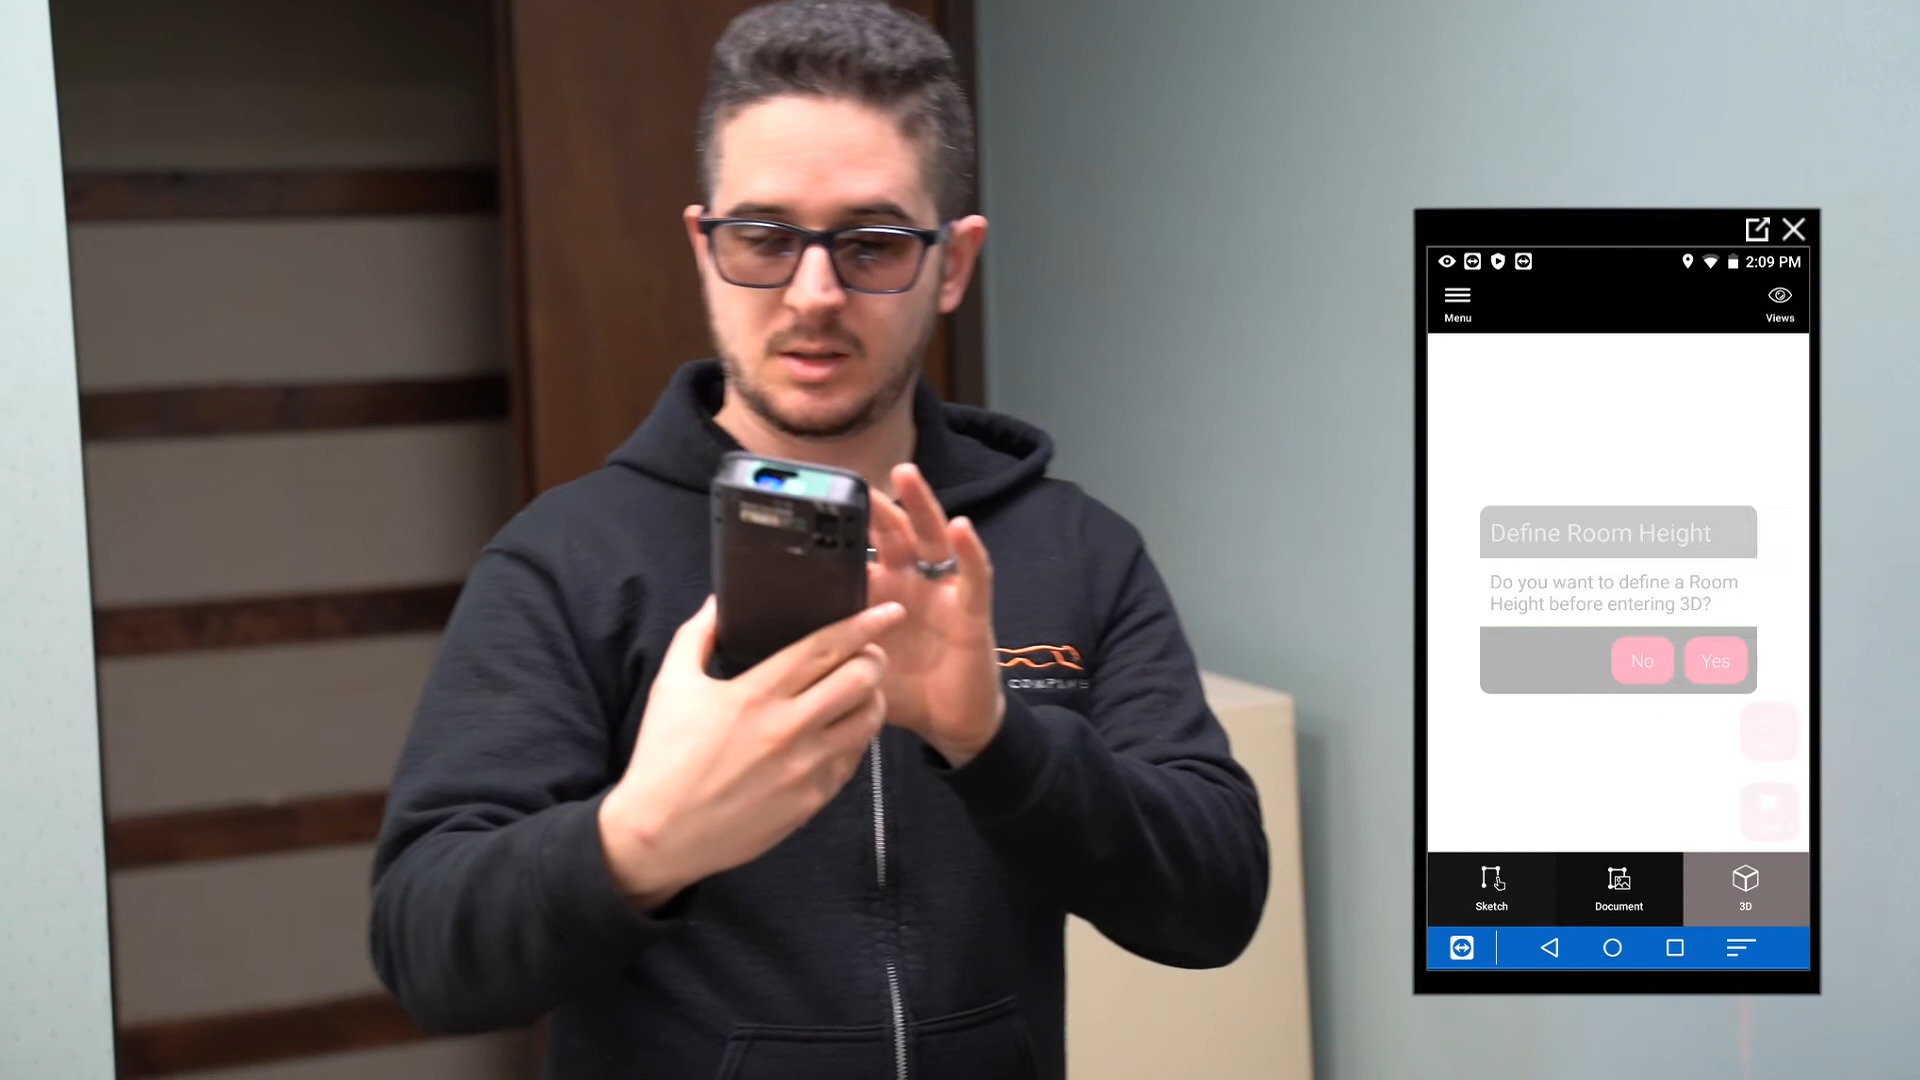 2:09 PM
Menu
Views
Define Room Height
Do you want to define a Room
Height before entering 3D?
No
Yes
Sketch
Document
3D